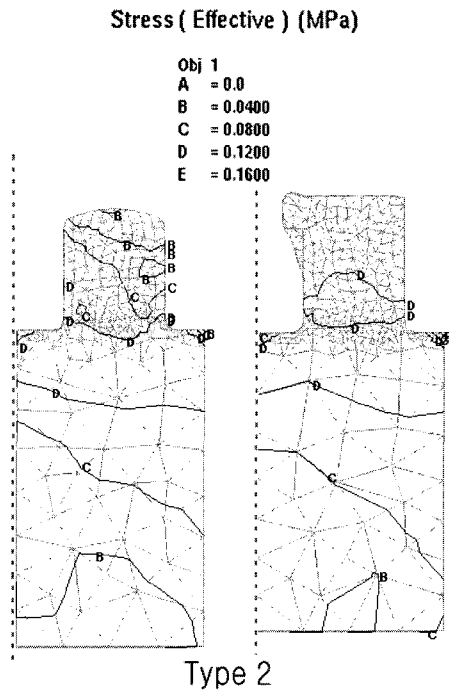 Stress ( Effective ) (MPa)
Obj 1
A = 0.0
B = 0.0400
C = 0.0800
D = 0.1200
E = 0.1600
B
B
B
B
B
D
B
C
C
C
D
D
D
B
D
D
D
C
B
D
D
D
D
C
D
D
C
B
C
Type 2